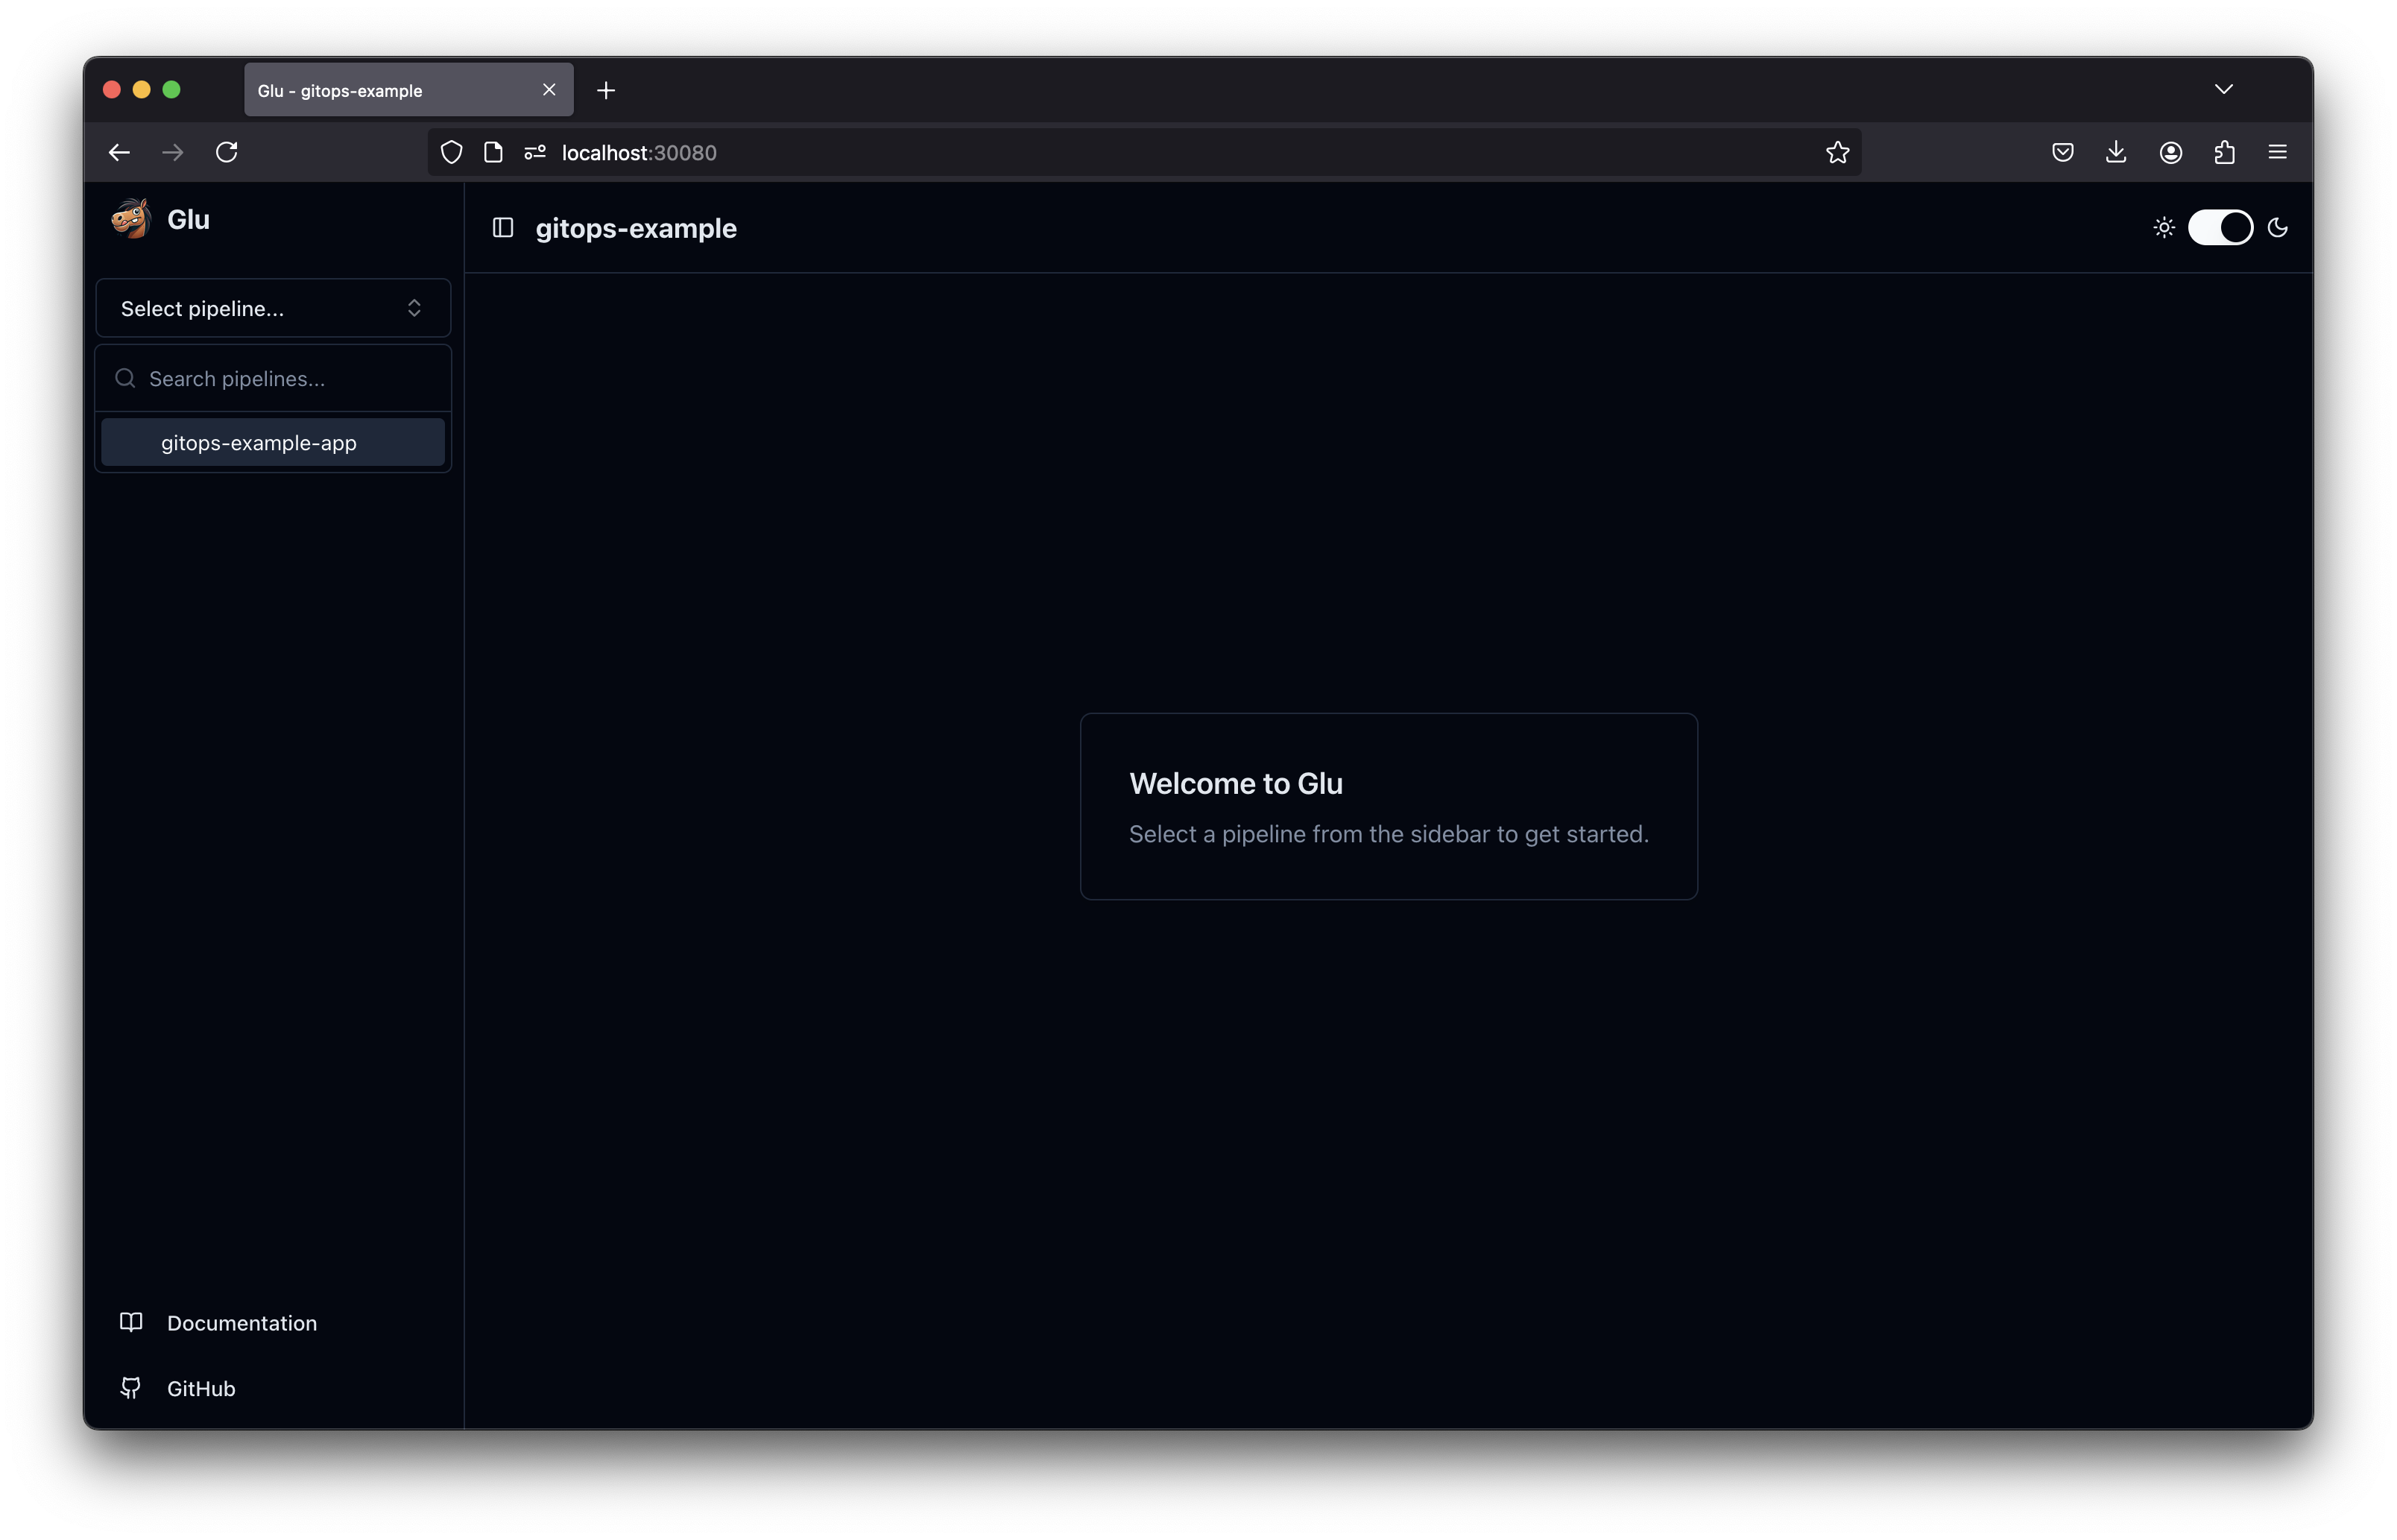 Glu - gitops-example
localhost:30080
Glu
gitops-example
Select pipeline...
Search pipelines...
gitops-example-app
Welcome to Glu
Select a pipeline from the sidebar to get started.
Documentation
GitHub